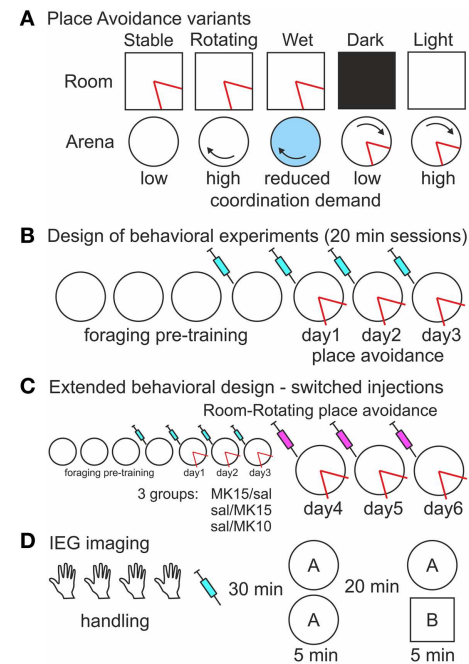 A Place Avoidance variants
Stable Rotating Wet Dark Light
Room
Arena
low high reduced low high
coordination demand
B Design of behavioral experiments (20 min sessions)
foraging pre-training day1 day2 day3
place avoidance
C Extended behavioral design - switched injections
Room-Rotating place avoidance
foraging pre-training day1 day2 day3
3 groups: MK15/sal
sal/MK15
sal/MK10
day4 day5 day6
D IEG imaging
A A
30 min 20 min
handling
A B
5 min 5 min